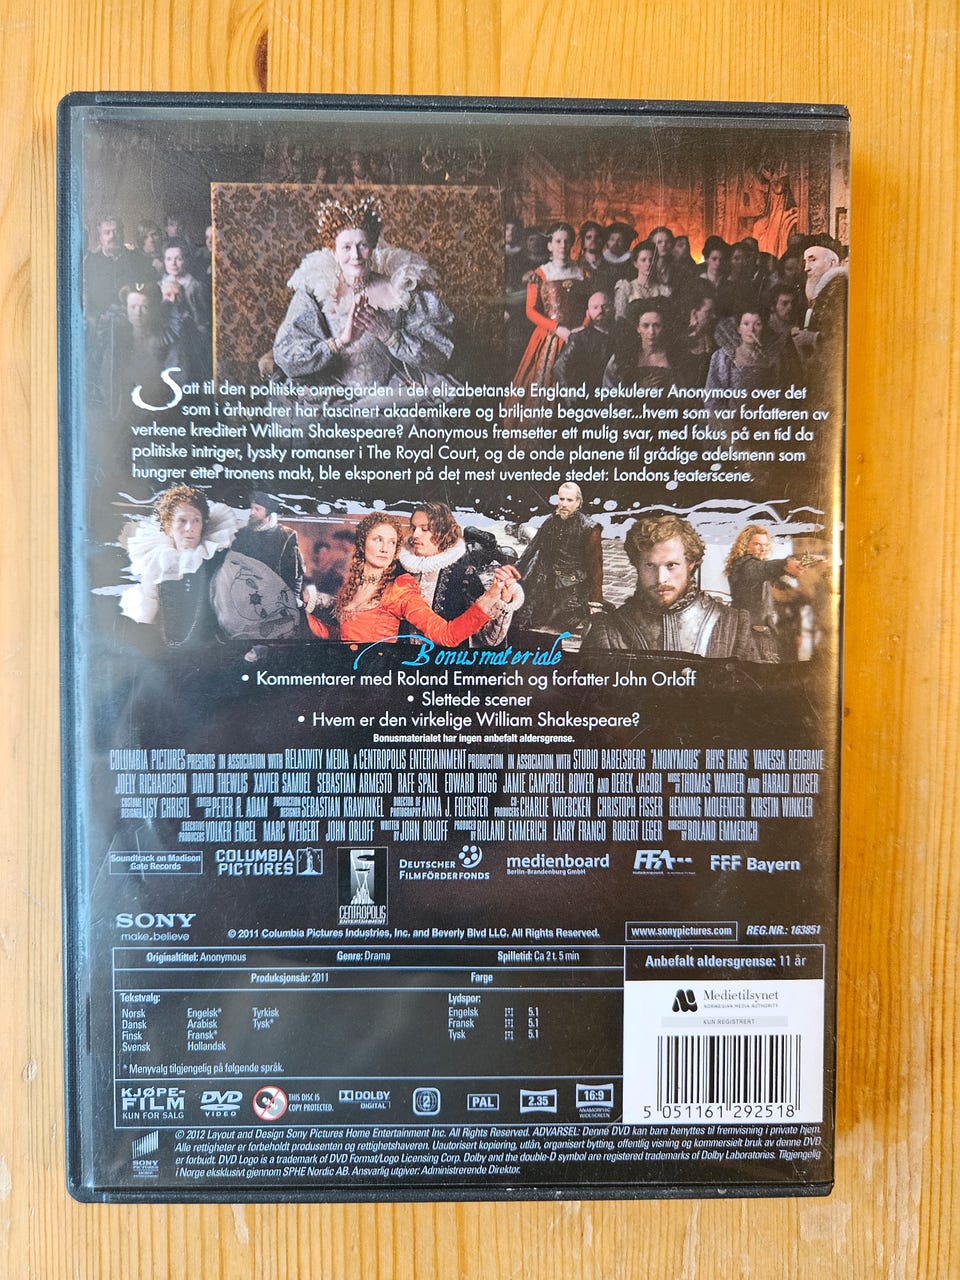 Satt til den politiske ormegården i det elizabetanske England, spekulerer Anonymous over det
som i århundrer har fascinert akademikere og briljante begavelser...hvem som var forfatteren av
verkene kreditert William Shakespeare? Anonymous fremsetter ett mulig svar, med fokus på en tid da
politiske intriger, lyssky romanser i The Royal Court, og de onde planene til grådige adelsmenn som
hungrer etter tronens makt, ble eksponert på det mest uventede stedet: Londons teaterscene.
Bonusmateriale
• Kommentarer med Roland Emmerich og forfatter John Orloff
• Slettede scener
• Hvem er den virkelige William Shakespeare?
Bonusmaterialet har ingen anbefalt aldersgrense.
COLUMBIA PICTURES PRESENTS IN ASSOCIATION WITH RELATIVITY MEDIA A CENTROPOLIS ENTERTAINMENT PRODUCTION IN ASSOCIATION WITH STUDIO BABELSBERG "ANONYMOUS" RHYS IFANS VANESSA REDGRAVE
JOELY RICHARDSON DAVID THEWLIS XAVIER SAMUEL SEBASTIAN ARMESTO RAFE SPALL EDWARD HOGG JAMIE CAMPBELL BOWER AND DEREK JACOBI MUSIC BY THOMAS WANDER AND HARALD KLOSER
COSTUME DESIGNER LISY CHRISTL EDITED BY PETER R. ADAM PRODUCTION DESIGNER SEBASTIAN KRAWINKEL DIRECTOR OF PHOTOGRAPHY ANNA J. FOERSTER CO-PRODUCERS CHARLIE WOEBCKEN CHRISTOPH FISSER HENNING MOLFENTER KIRSTIN WINKLER
EXECUTIVE PRODUCERS VOLKER ENGEL MARC WEIGERT JOHN ORLOFF WRITTEN BY JOHN ORLOFF PRODUCED BY ROLAND EMMERICH LARRY FRANCO ROBERT LEGER DIRECTED BY ROLAND EMMERICH
Soundtrack on Madison
Gate Records
COLUMBIA
PICTURES
CENTROPOLIS
ENTERTAINMENT
DEUTSCHER
FILMFÖRDERFONDS
medienboard
Berlin-Brandenburg GmbH
FFA
FFF Bayern
SONY
make.believe
© 2011 Columbia Pictures Industries, Inc. and Beverly Blvd LLC. All Rights Reserved.
www.sonypictures.com
REG.NR.: 163851
Originaltittel: Anonymous Genre: Drama Spilletid: Ca 2 t. 5 min
Produksjonsår: 2011 Farge
Anbefalt aldersgrense: 11 år
Medietilsynet
NORWEGIAN MEDIA AUTHORITY
KUN REGISTRERT
Tekstvalg:
Norsk Engelsk* Tyrkisk
Dansk Arabisk Tysk*
Finsk Fransk*
Svensk Hollandsk
* Menyvalg tilgjengelig på følgende språk.
Lydspor:
Engelsk 5.1
Fransk 5.1
Tysk 5.1
5 051161 292518
KJØPE-
FILM
KUN FOR SALG
DVD
VIDEO
THIS DISC IS
COPY PROTECTED.
DOLBY
DIGITAL
2
PAL
2.35
16:9
ANAMORPHIC
WIDESCREEN
SONY
PICTURES
© 2012 Layout and Design Sony Pictures Home Entertainment Inc. All Rights Reserved. ADVARSEL: Denne DVD kan bare benyttes til fremvisning i private hjem.
Alle rettigheter er forbeholdt produsenten og rettighetshaveren. Uautorisert kopiering, utlån, organisert bytting, offentlig visning og kommersielt bruk av denne DVD
er forbudt. DVD Logo is a trademark of DVD Format/Logo Licensing Corp. Dolby and the double-D symbol are registered trademarks of Dolby Laboratories. Tilgjengelig
i Norge eksklusivt gjennom SPHE Nordic AB. Ansvarlig utgiver: Administrerende Direktør.